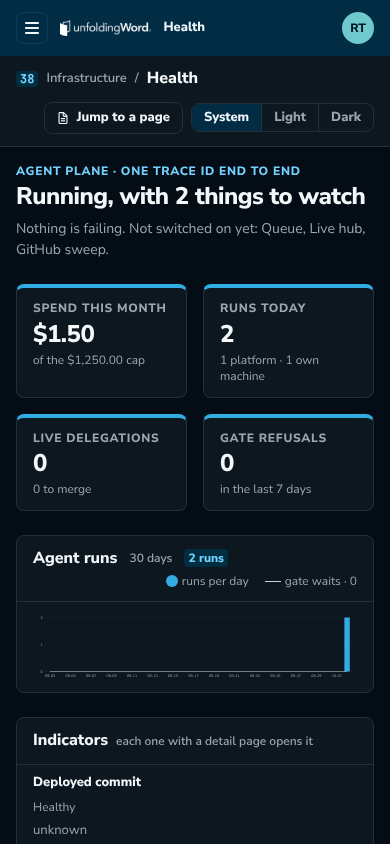 unfoldingWord.
Health
RT
38 Infrastructure / Health
Jump to a page
System
Light
Dark
AGENT PLANE · ONE TRACE ID END TO END
Running, with 2 things to watch
Nothing is failing. Not switched on yet: Queue, Live hub,
GitHub sweep.
SPEND THIS MONTH
$1.50
of the $1,250.00 cap
RUNS TODAY
2
1 platform · 1 own
machine
LIVE DELEGATIONS
0
0 to merge
GATE REFUSALS
0
in the last 7 days
Agent runs 30 days 2 runs
runs per day
gate waits · 0
2
1
0
Indicators each one with a detail page opens it
Deployed commit
Healthy
unknown